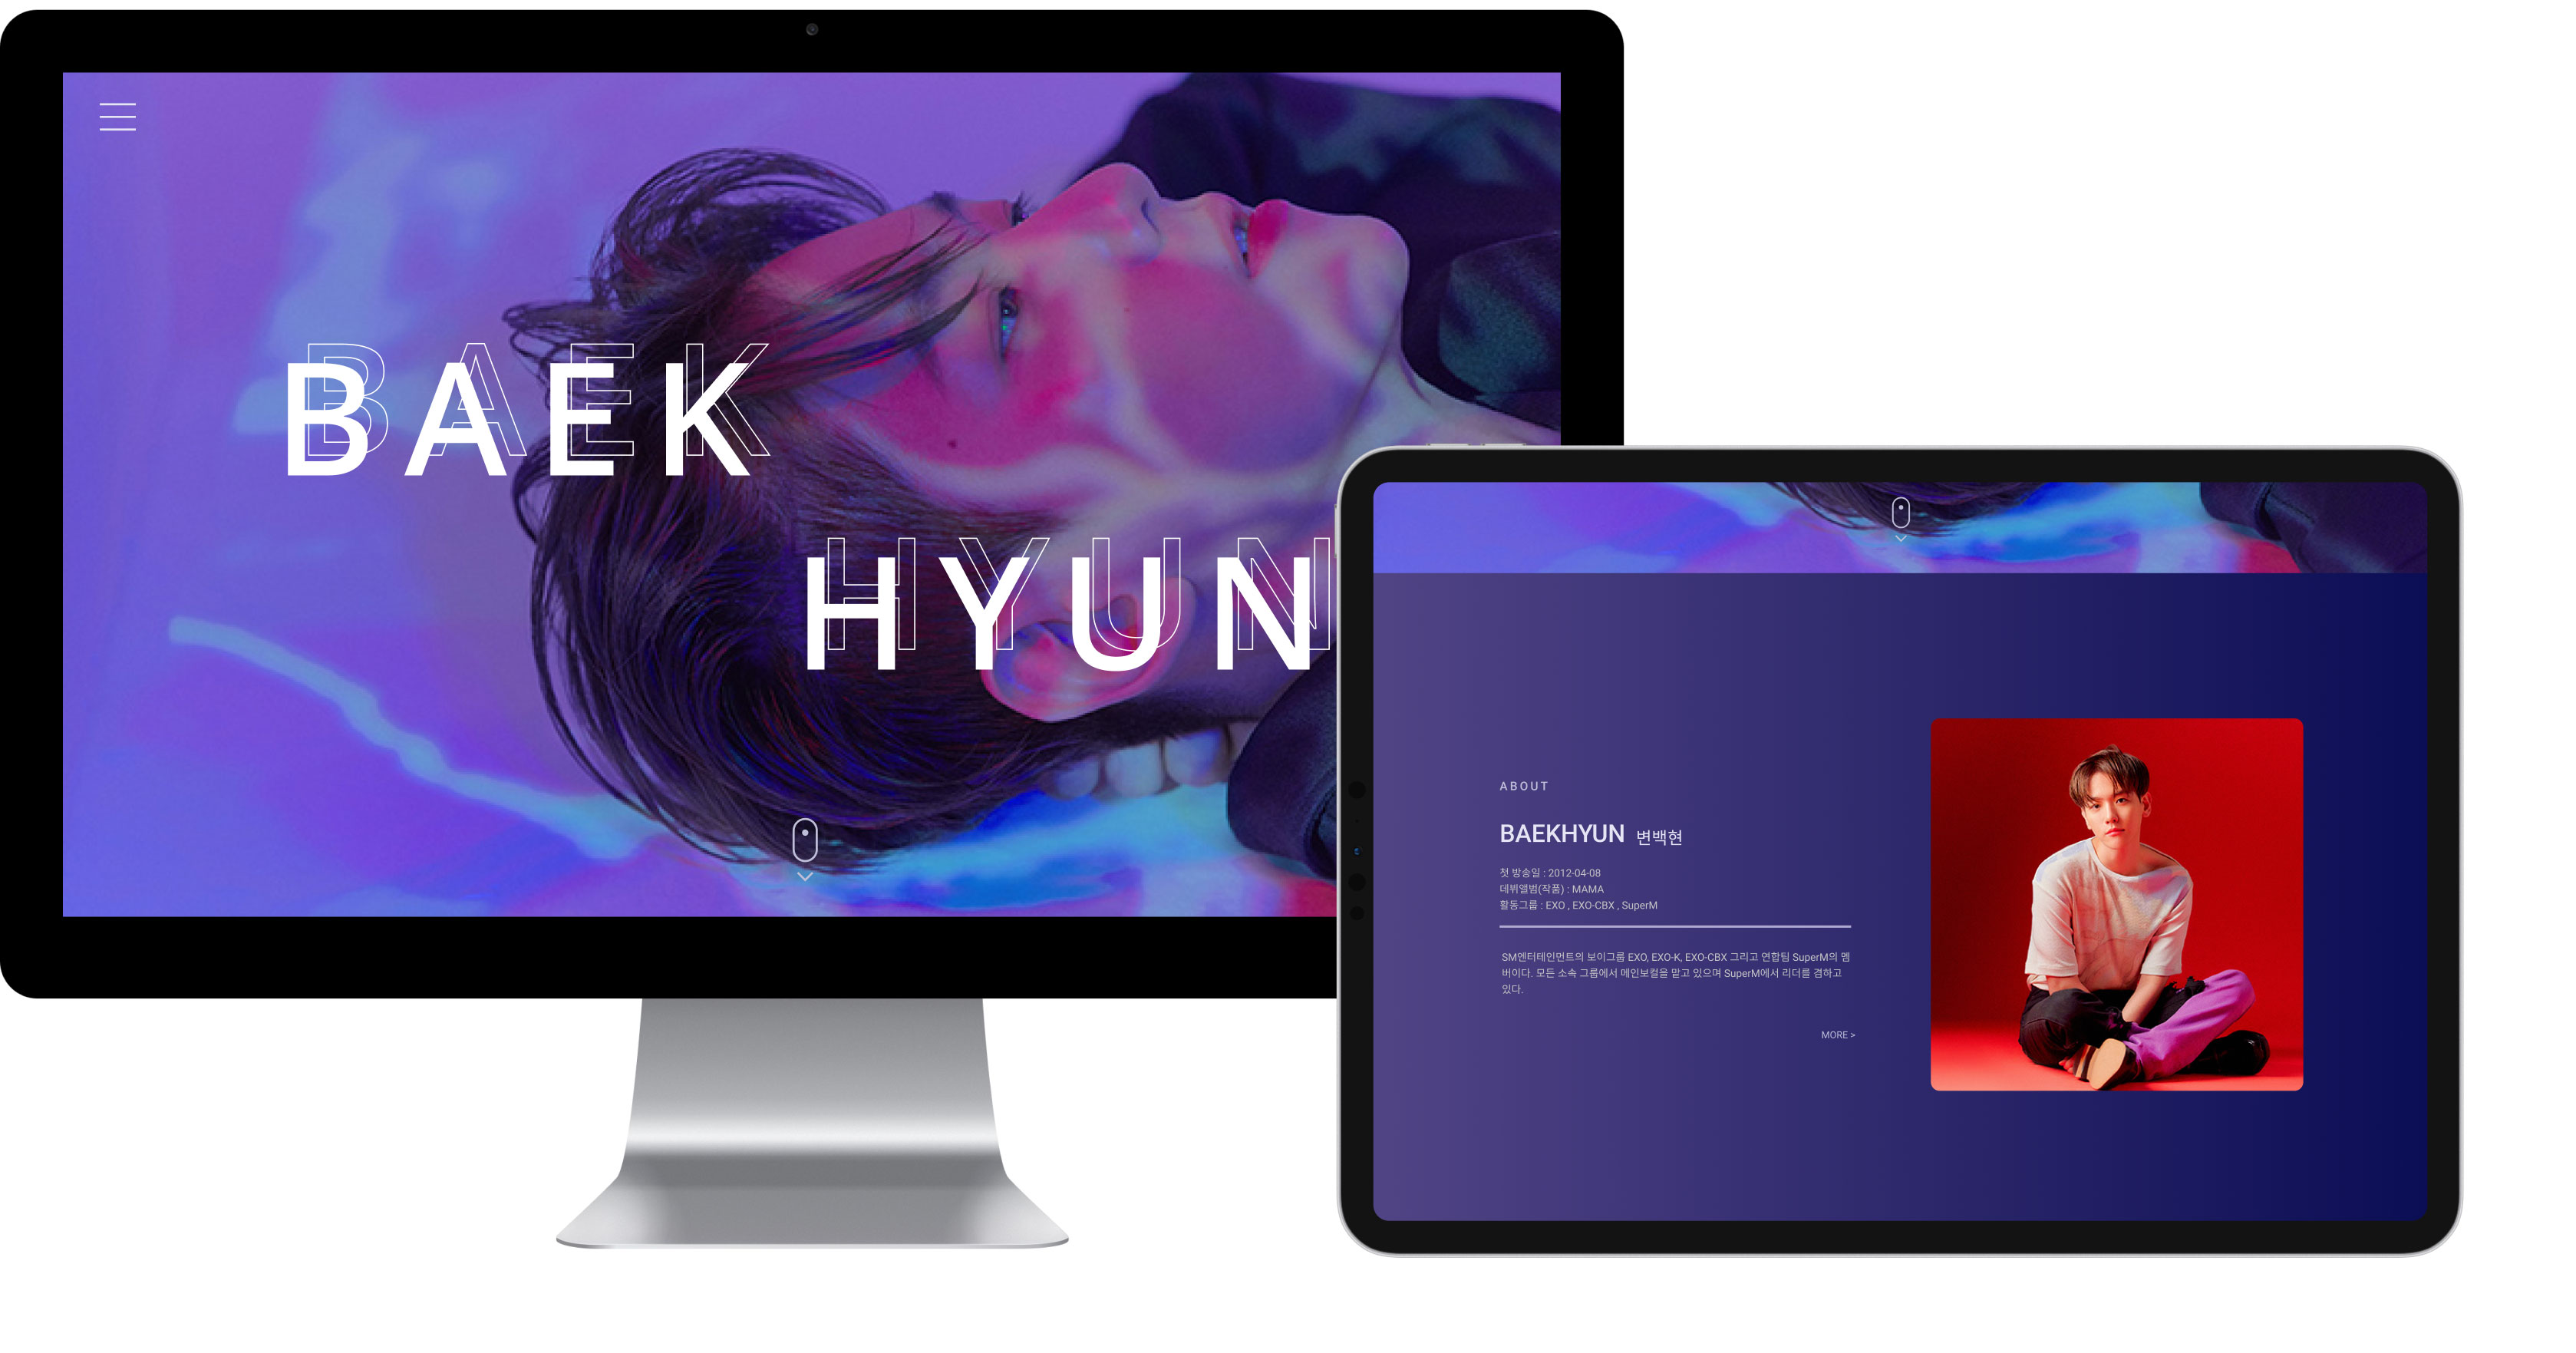 BAEK
HYUN
ABOUT
BAEKHYUN 변백현
첫 방송일 : 2012-04-08
데뷔앨범(작품) : MAMA
활동그룹 : EXO , EXO-CBX , SuperM
SM엔터테인먼트의 보이그룹 EXO, EXO-K, EXO-CBX 그리고 연합팀 SuperM의 멤
버이다. 모든 소속 그룹에서 메인보컬을 맡고 있으며 SuperM에서 리더를 겸하고
있다.
MORE >